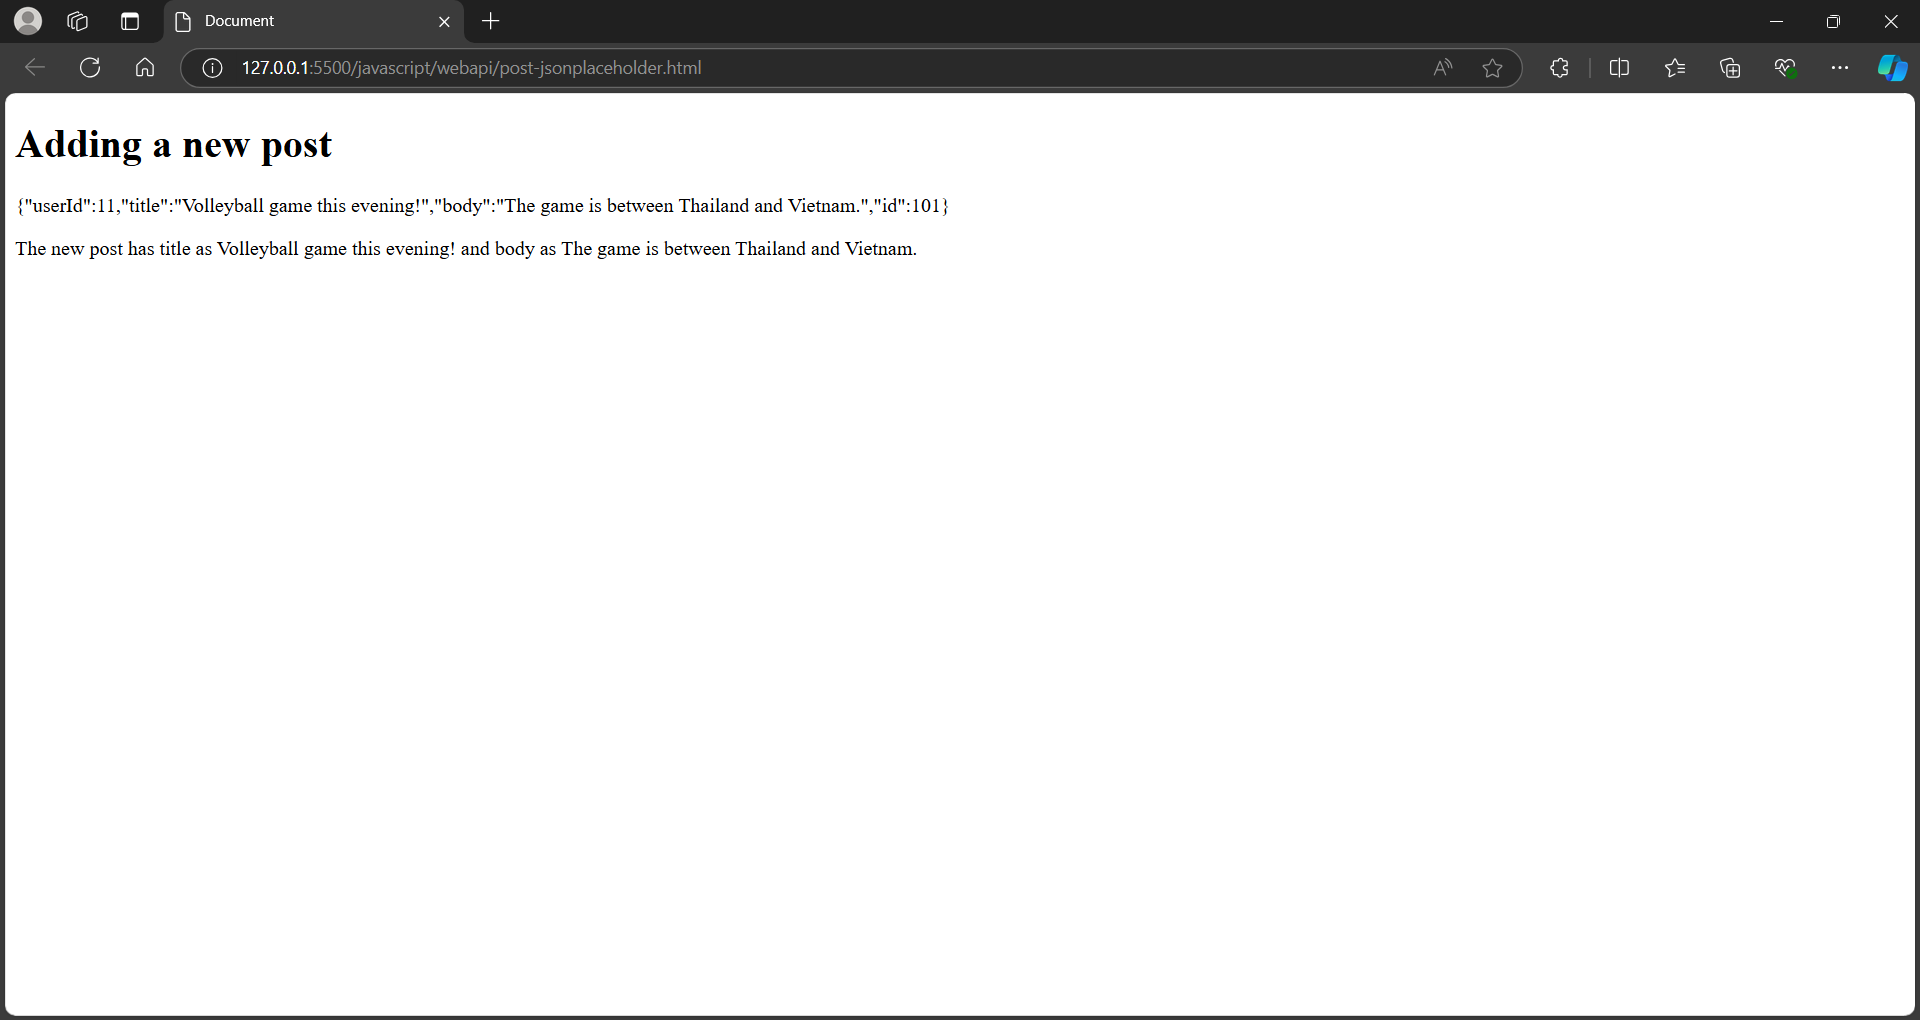 Document
127.0.0.1:5500/javascript/webapi/post-jsonplaceholder.html
Adding a new post
{"userId":11,"title":"Volleyball game this evening!","body":"The game is between Thailand and Vietnam.","id":101}
The new post has title as Volleyball game this evening! and body as The game is between Thailand and Vietnam.